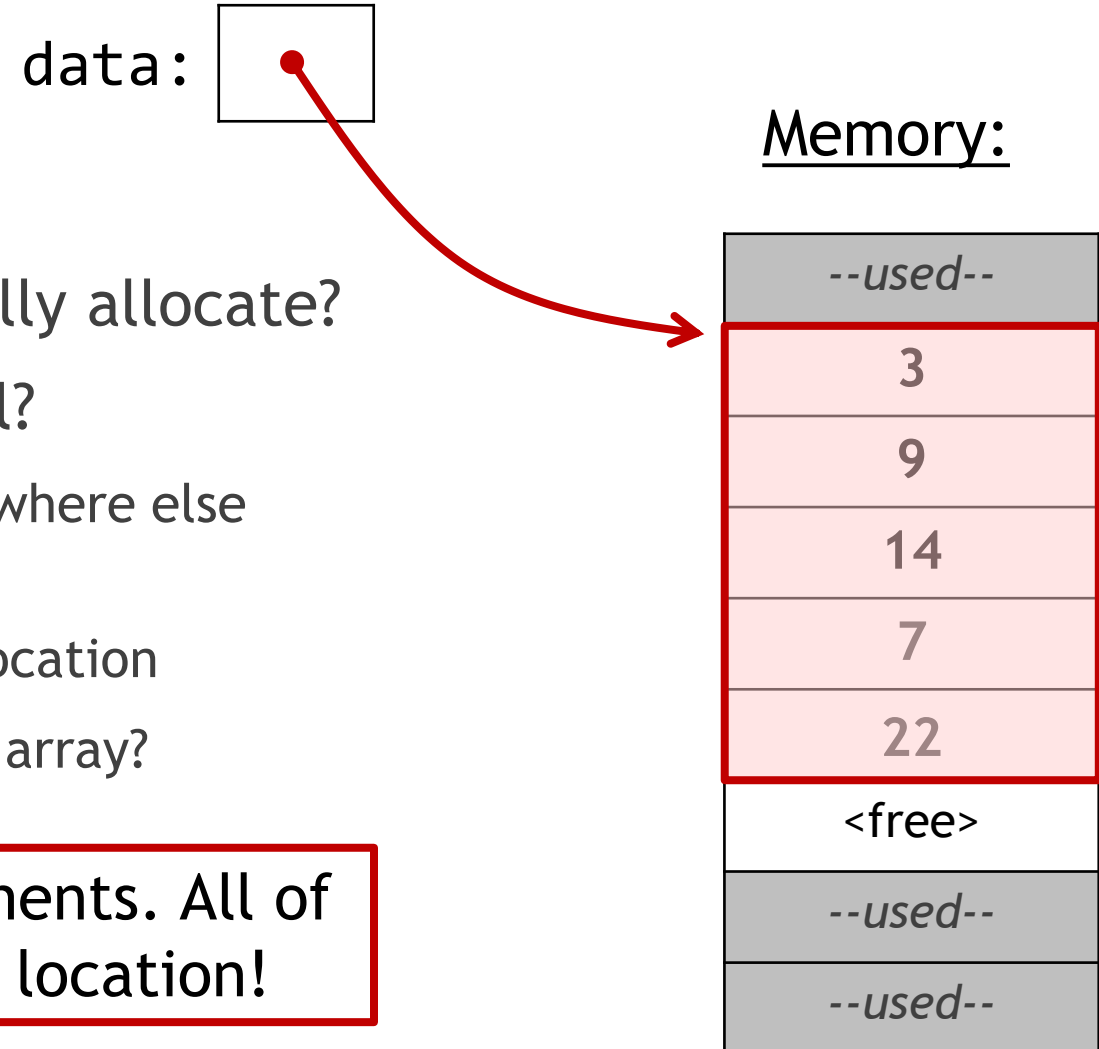 data:
Memory:
lly allocate?
l?
where else
ocation
array?
nents. All of
location!
--used--
3
9
14
7
22
<free>
--used--
--used--